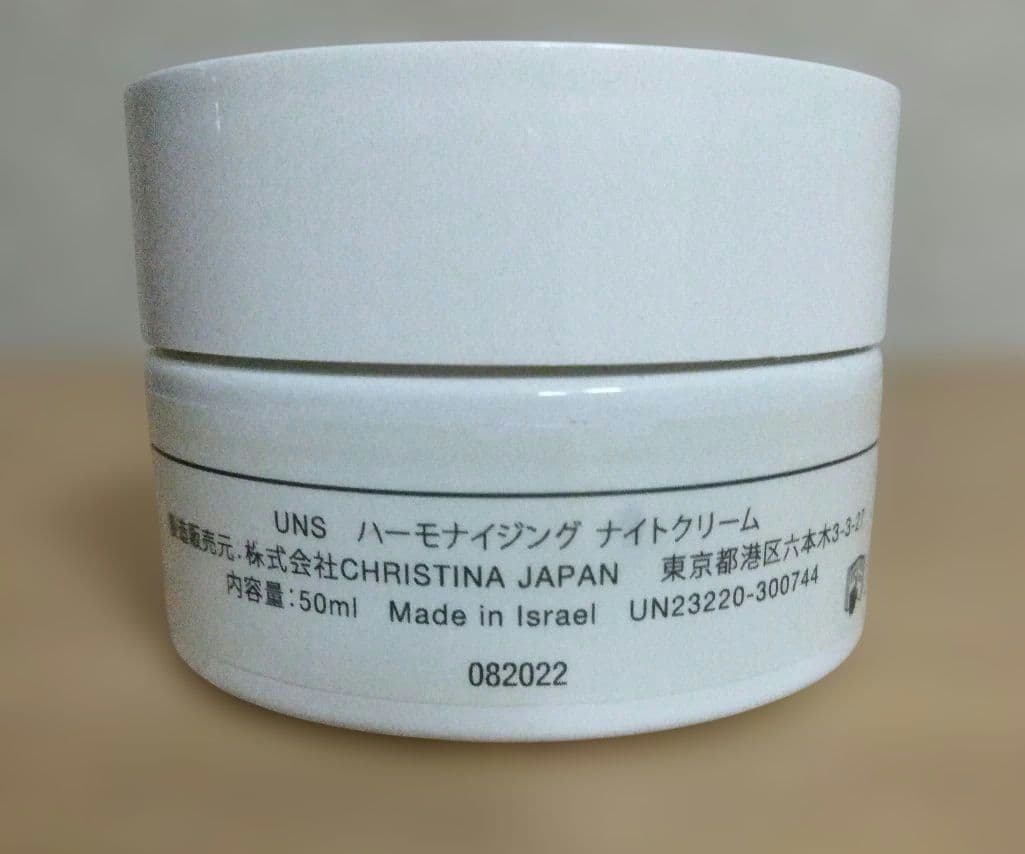 UNS ハーモナイジング ナイトクリーム
製造販売元:株式会社CHRISTINA JAPAN 東京都港区六本木3-3-27
内容量:50ml Made in Israel UN23220-300744
082022